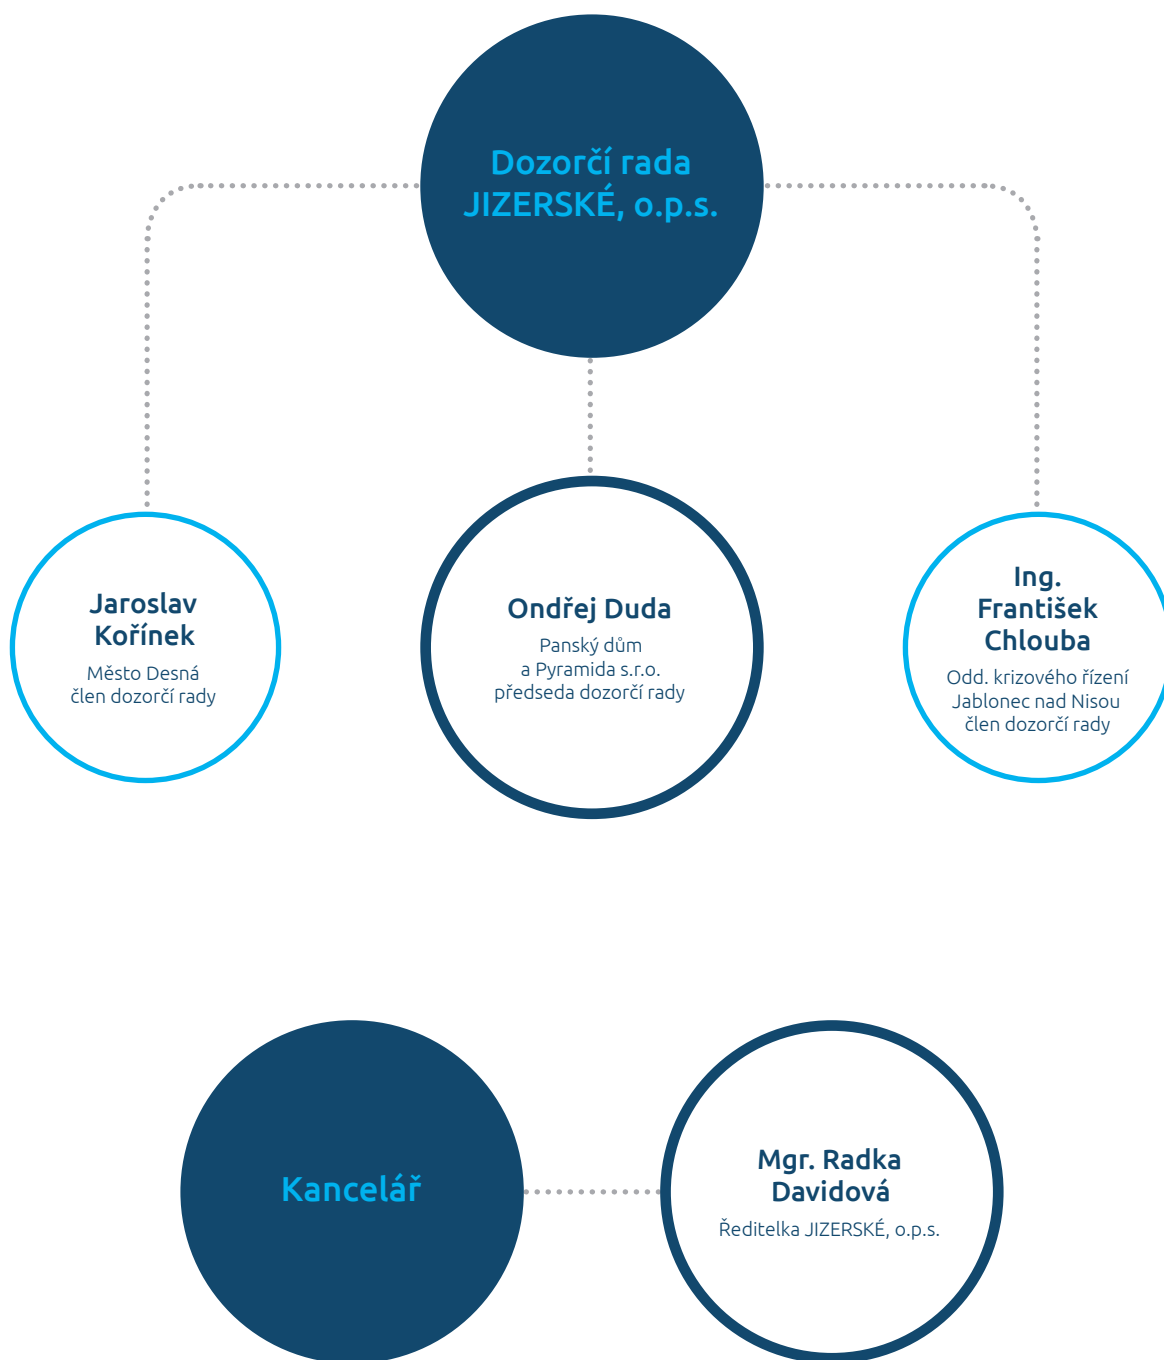 Dozorčí rada
JIZERSKÉ, o.p.s.
Jaroslav
Kořínek
Město Desná
člen dozorčí rady
Ondřej Duda
Panský dům
a Pyramida s.r.o.
předseda dozorčí rady
Ing.
František
Chlouba
Odd. krizového řízení
Jablonec nad Nisou
člen dozorčí rady
Kancelář
Mgr. Radka
Davidová
Ředitelka JIZERSKÉ, o.p.s.